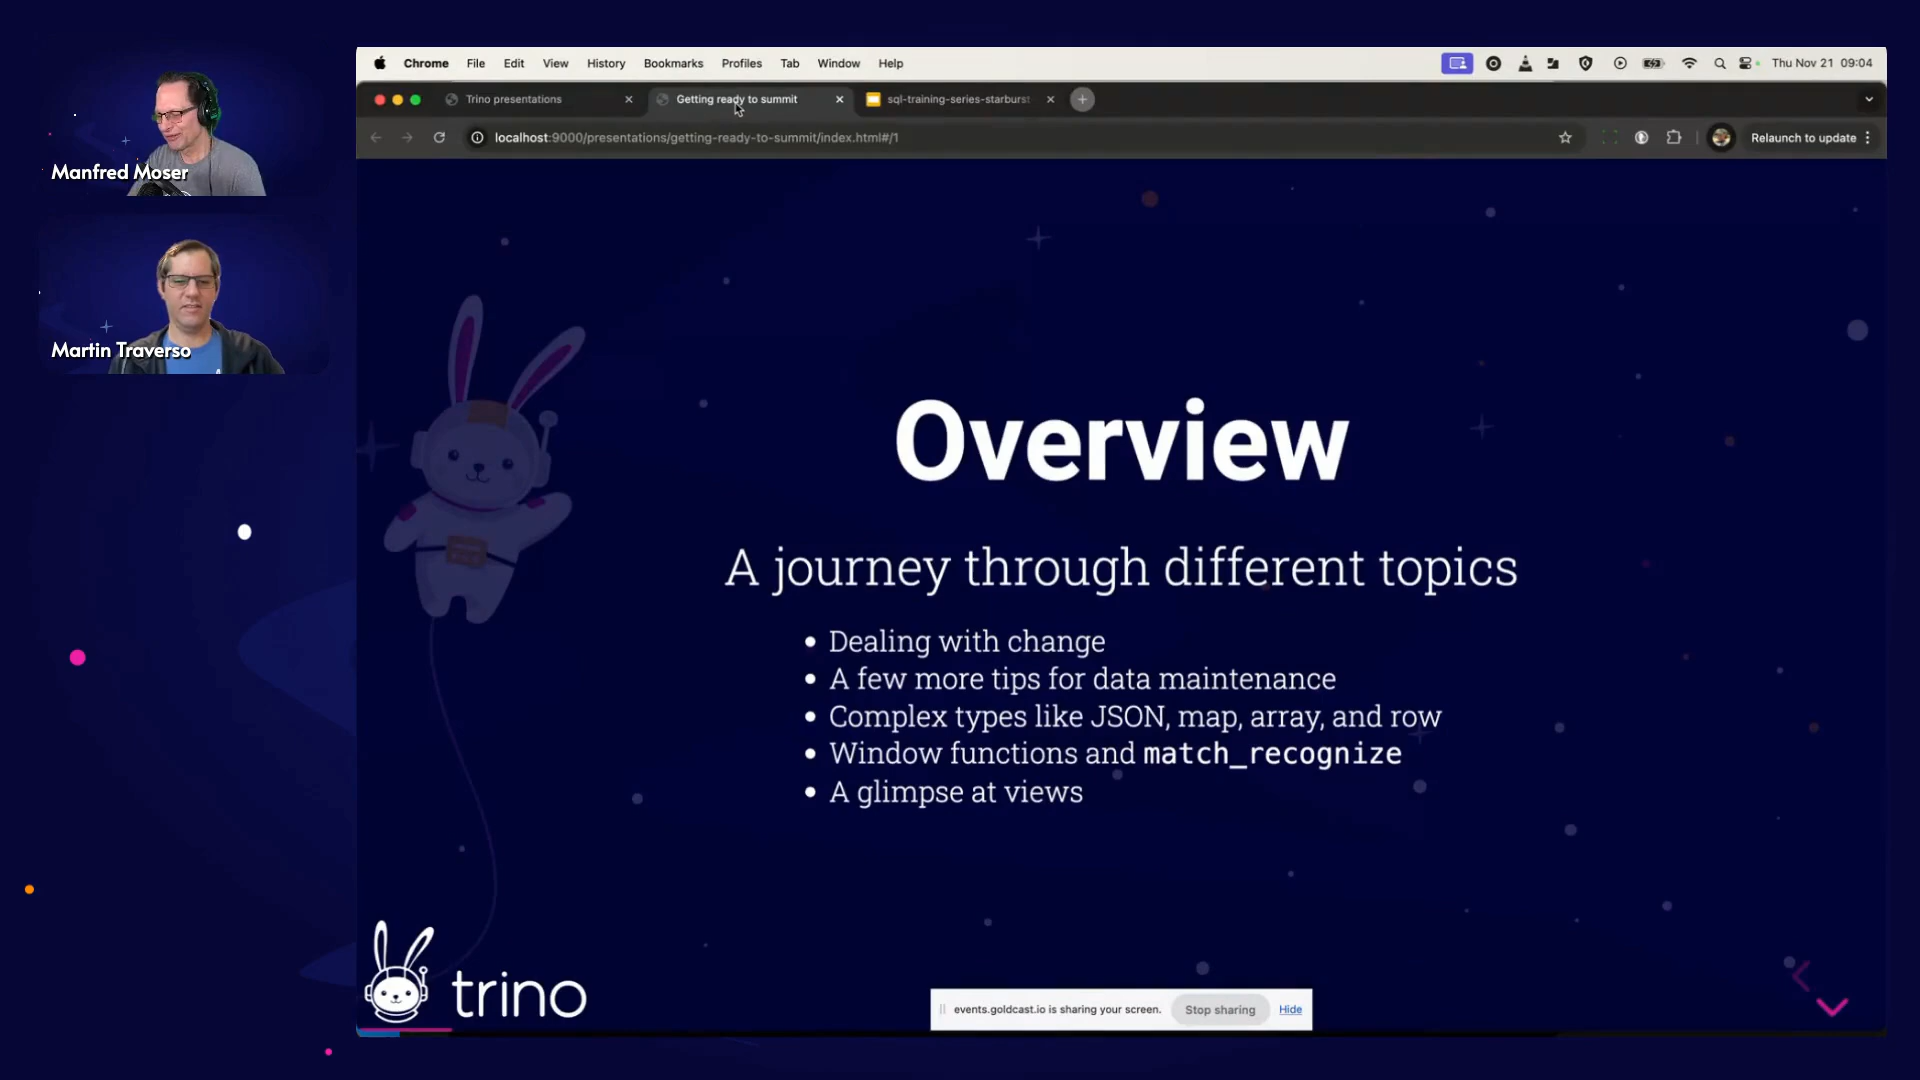 Manfred Moser
Martin Traverso
Chrome File Edit View History Bookmarks Profiles Tab Window Help
Thu Nov 21 09:04
Trino presentations
Getting ready to summit
sql-training-series-starburst
localhost:9000/presentations/getting-ready-to-summit/index.html#/1
Relaunch to update
Overview
A journey through different topics
• Dealing with change
• A few more tips for data maintenance
• Complex types like JSON, map, array, and row
• Window functions and match_recognize
• A glimpse at views
trino
events.goldcast.io is sharing your screen.
Stop sharing
Hide